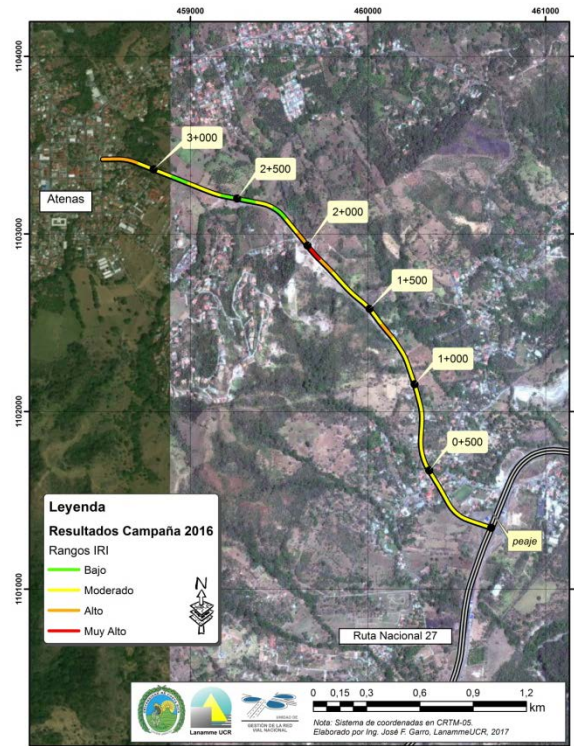 459000
460000
461000
1104000
1103000
1102000
1101000
3+000
2+500
2+000
1+500
1+000
0+500
peaje
Atenas
Ruta Nacional 27
Leyenda
Resultados Campaña 2016
Rangos IRI
Bajo
Moderado
Alto
Muy Alto
N
Lanamme UCR
UNIDAD DE
GESTIÓN DE LA RED
VIAL NACIONAL
0 0,15 0,3 0,6 0,9 1,2
km
Nota: Sistema de coordenadas en CRTM-05.
Elaborado por Ing. José F. Garro, LanammeUCR, 2017